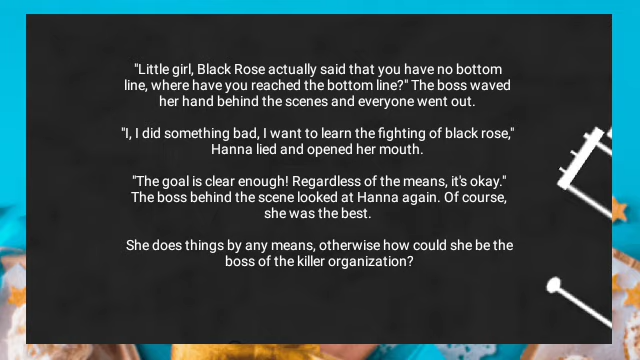 "Little girl, Black Rose actually said that you have no bottom
line, where have you reached the bottom line?" The boss waved
her hand behind the scenes and everyone went out.
"I, I did something bad, I want to learn the fighting of black rose,"
Hanna lied and opened her mouth.
"The goal is clear enough! Regardless of the means, it's okay."
The boss behind the scene looked at Hanna again. Of course,
she was the best.
She does things by any means, otherwise how could she be the
boss of the killer organization?